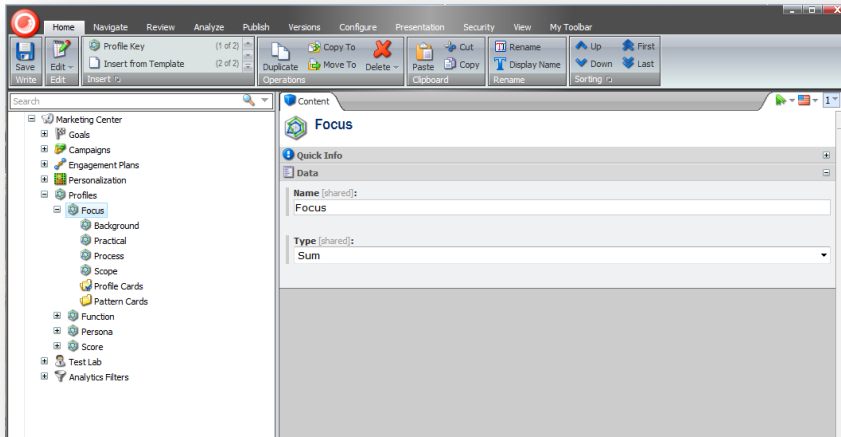 Home Navigate Review Analyze Publish Versions Configure Presentation Security View My Toolbar
Save
Write
Edit
Edit
Profile Key (1 of 2)
Insert from Template (2 of 2)
Insert
Duplicate
Copy To
Move To
Delete
Operations
Paste
Cut
Copy
Clipboard
Rename
Display Name
Rename
Up First
Down Last
Sorting
Search
Marketing Center
Goals
Campaigns
Engagement Plans
Personalization
Profiles
Focus
Background
Practical
Process
Scope
Profile Cards
Pattern Cards
Function
Persona
Score
Test Lab
Analytics Filters
Content
1
Focus
Quick Info
Data
Name [shared]:
Focus
Type [shared]:
Sum